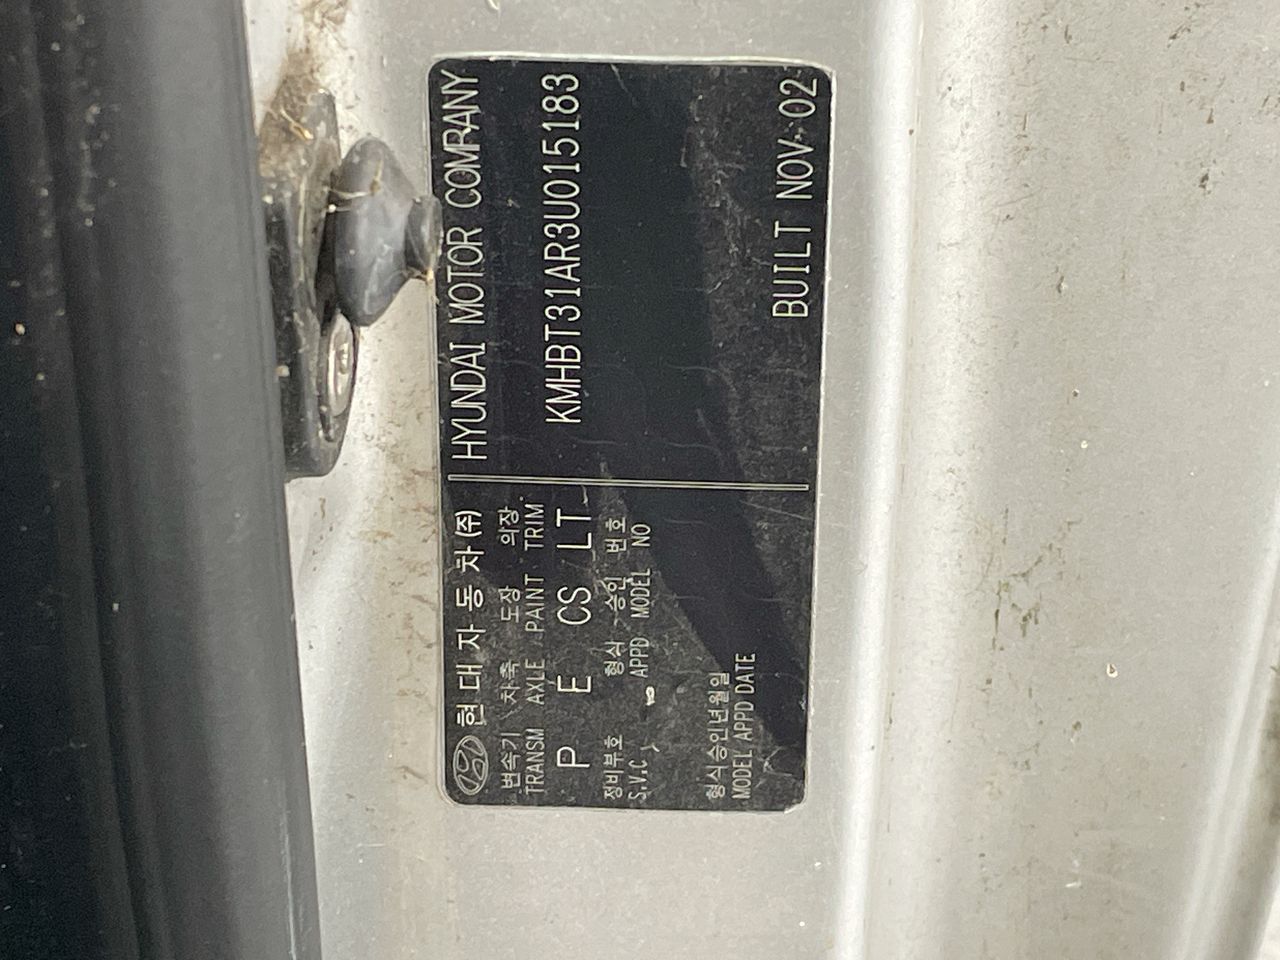 현대자동차(주)
HYUNDAI MOTOR COMPANY
변속기 차축 도장 의장
TRANSM AXLE PAINT TRIM
P E CS LT
KMHBT31AR3U015183
정비부호 형식 승인 번호
S.V.C APPD MODEL NO
형식승인년월일
MODEL APPD DATE
BUILT NOV 02